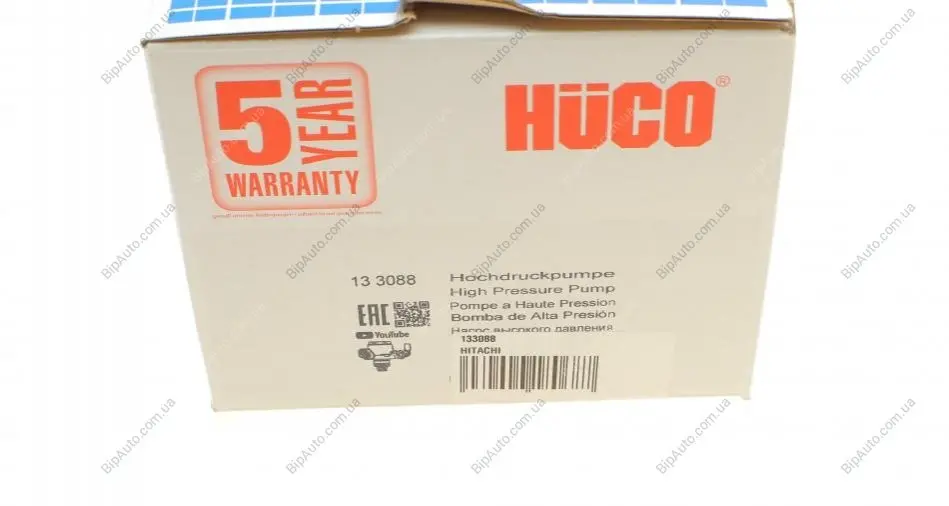 5 YEAR
WARRANTY
HÜCO®
13 3088
Hochdruckpumpe
High Pressure Pump
Pompe a Haute Pression
Bomba de Alta Presión
Насос высокого давления
EAC
YouTube
133088
HITACHI
BipAuto.com.ua